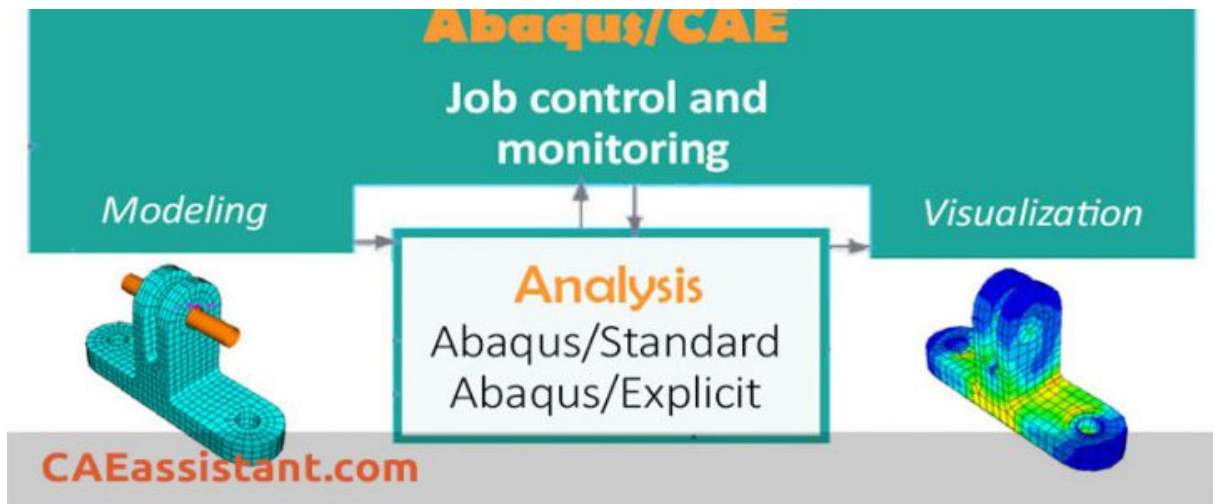 Abaqus/CAE
Job control and
monitoring
Modeling
Visualization
Analysis
Abaqus/Standard
Abaqus/Explicit
CAEassistant.com